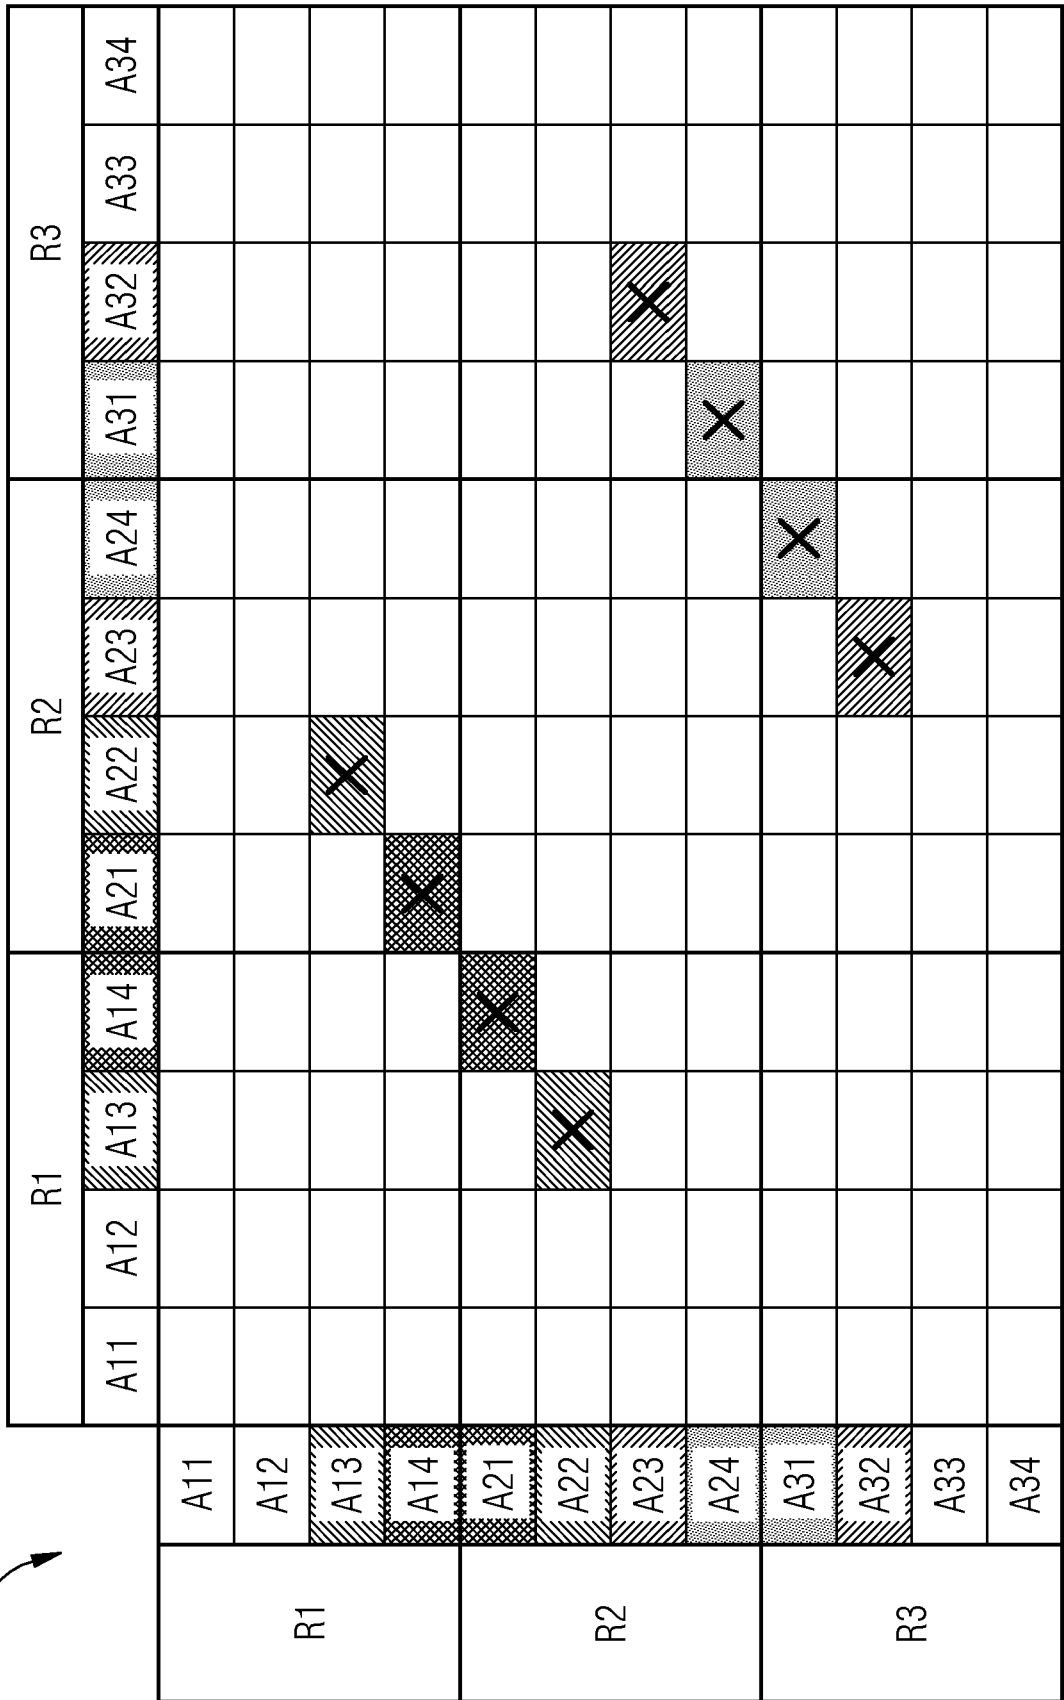 R1 R2 R3
A11 A12 A13 A14 A21 A22 A23 A24 A31 A32 A33 A34
R1
A11
A12
A13 X
A14 X
R2
A21 X
A22 X
A23 X
A24 X
R3
A31 X
A32 X
A33
A34